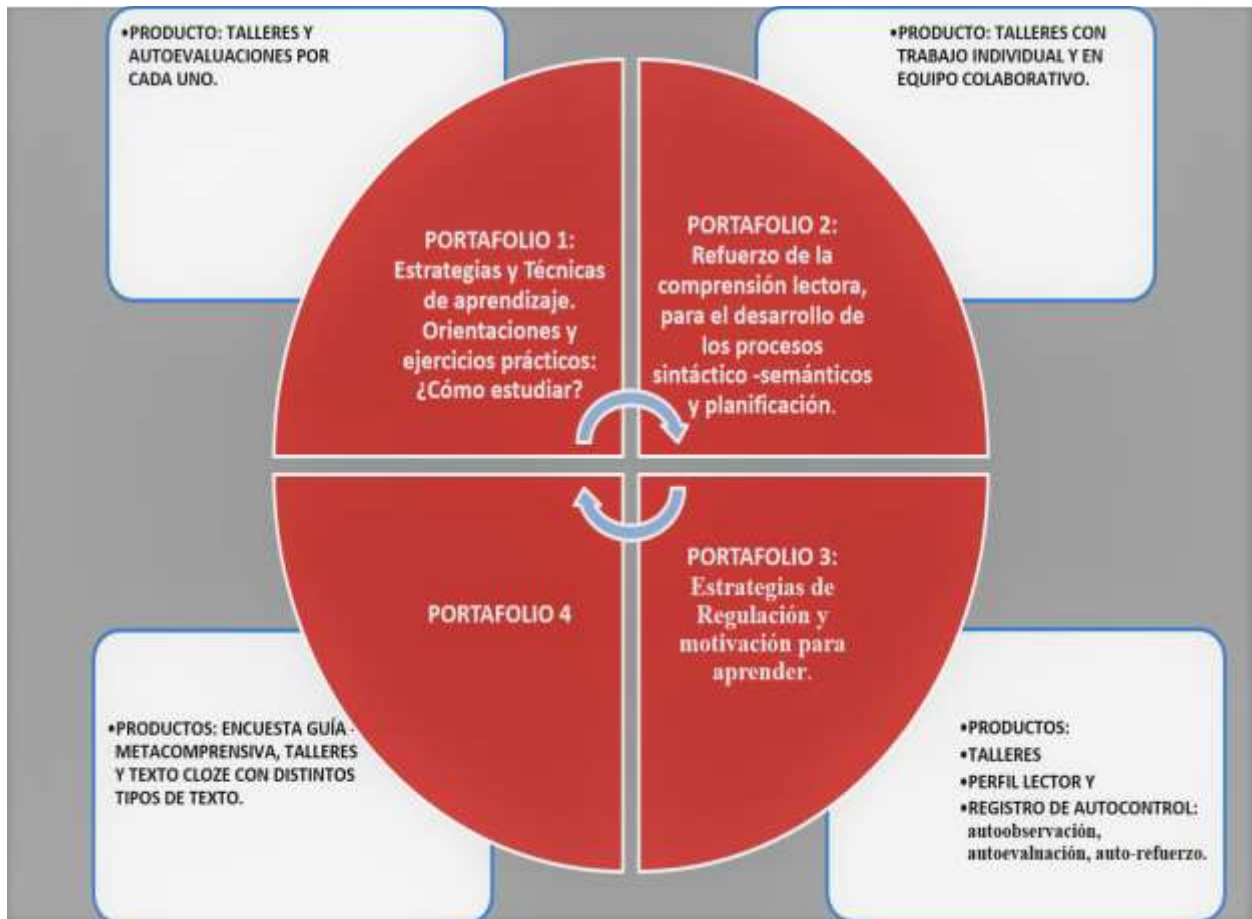 •PRODUCTO: TALLERES Y
AUTOEVALUACIONES POR
CADA UNO.
•PRODUCTO: TALLERES CON
TRABAJO INDIVIDUAL Y EN
EQUIPO COLABORATIVO.
PORTAFOLIO 1:
Estrategias y Técnicas
de aprendizaje.
Orientaciones y
ejercicios prácticos:
¿Cómo estudiar?
PORTAFOLIO 2:
Refuerzo de la
comprensión lectora,
para el desarrollo de
los procesos
sintáctico -semánticos
y planificación.
PORTAFOLIO 4
PORTAFOLIO 3:
Estrategias de
Regulación y
motivación para
aprender.
•PRODUCTOS: ENCUESTA GUÍA -
METACOMPRENSIVA, TALLERES
Y TEXTO CLOZE CON DISTINTOS
TIPOS DE TEXTO.
•PRODUCTOS:
•TALLERES
•PERFIL LECTOR Y
•REGISTRO DE AUTOCONTROL:
autoobservación,
autoevaluación, auto-refuerzo.